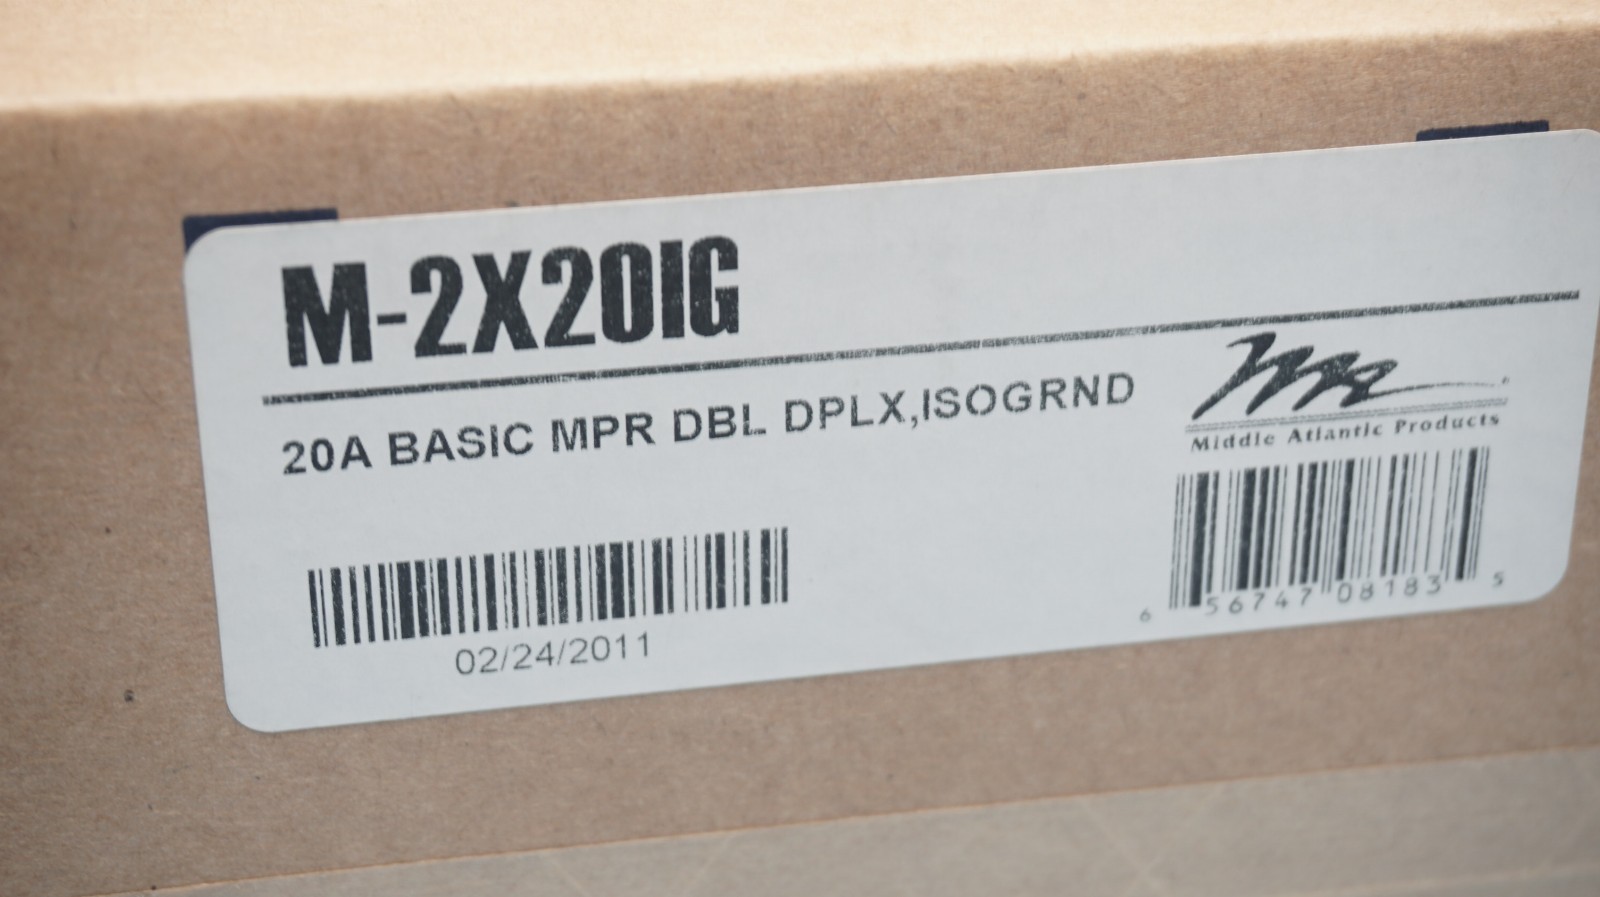 M-2X20IG
20A BASIC MPR DBL DPLX,ISOGRND
Middle Atlantic Products
02/24/2011
6 56747 08183 5